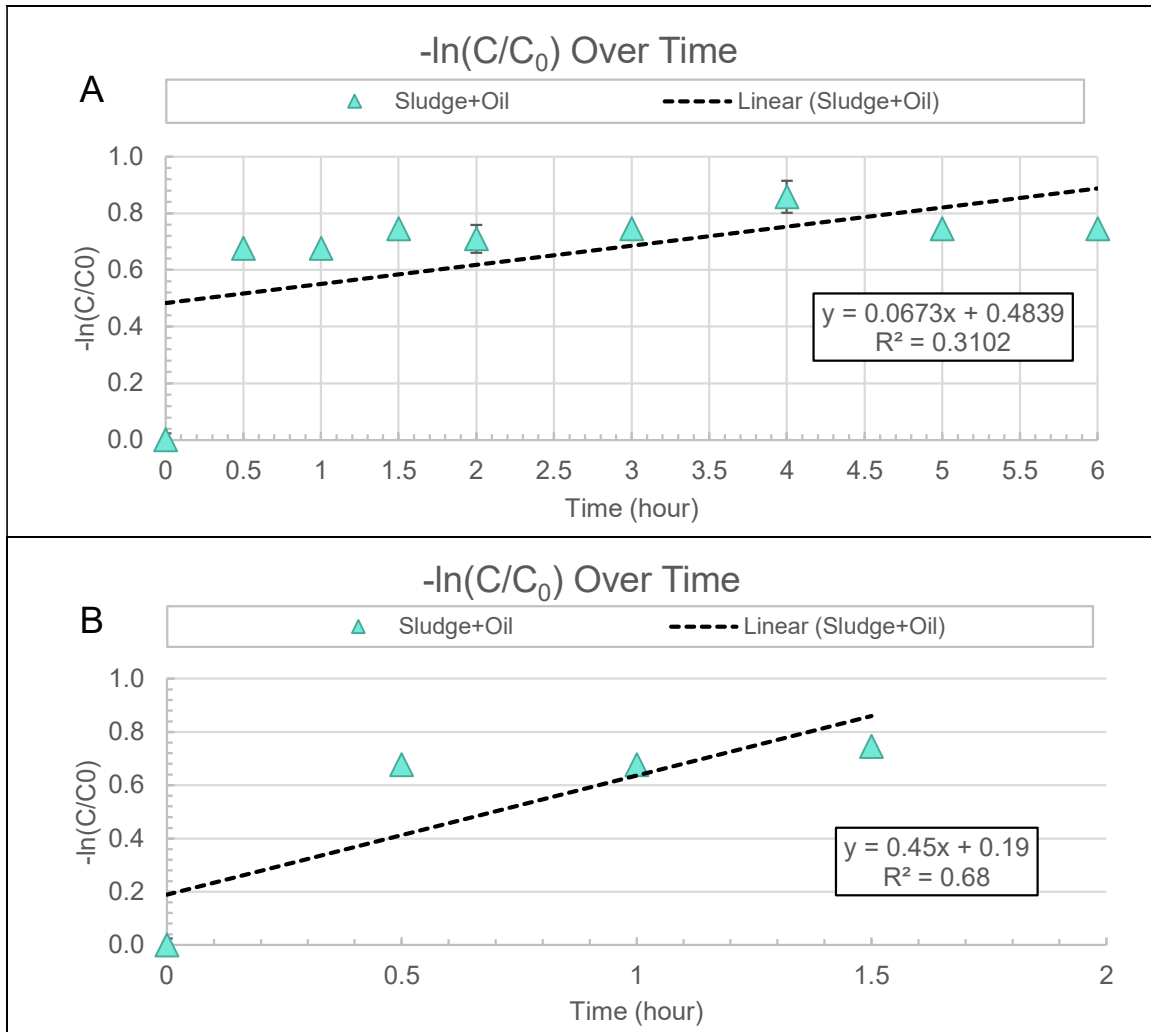 -ln(C/C₀) Over Time
A
Sludge+Oil Linear (Sludge+Oil)
1.0
0.8
0.6
0.4
0.2
0.0
-ln(C/C0)
y = 0.0673x + 0.4839
R² = 0.3102
0 0.5 1 1.5 2 2.5 3 3.5 4 4.5 5 5.5 6
Time (hour)
-ln(C/C₀) Over Time
B
Sludge+Oil Linear (Sludge+Oil)
1.0
0.8
0.6
0.4
0.2
0.0
-ln(C/C0)
y = 0.45x + 0.19
R² = 0.68
0 0.5 1 1.5 2
Time (hour)